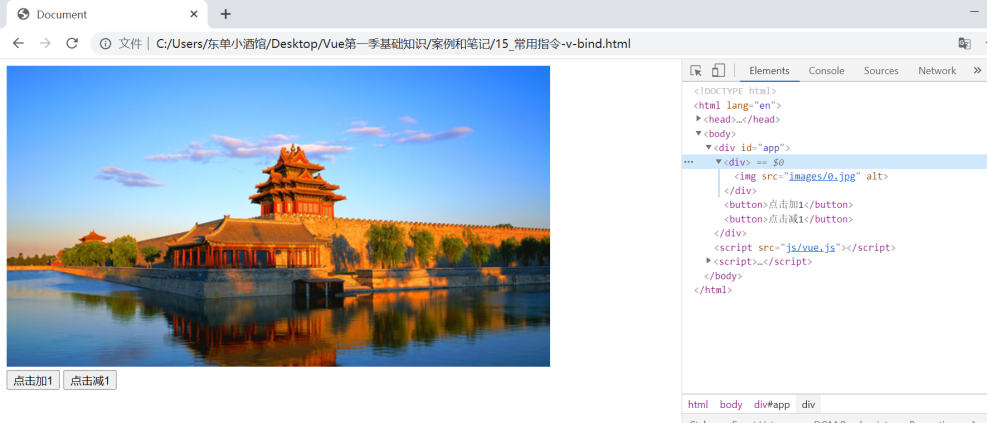 Document
文件 C:/Users/东单小酒馆/Desktop/Vue第一季基础知识/案例和笔记/15_常用指令-v-bind.html
Elements Console Sources Network »
<!DOCTYPE html>
<html lang="en">
<head>…</head>
<body>
<div id="app">
<div> == $0
<img src="images/0.jpg" alt>
</div>
<button>点击加1</button>
<button>点击减1</button>
</div>
<script src="js/vue.js"></script>
<script>…</script>
</body>
</html>
点击加1 点击减1
html body div#app div